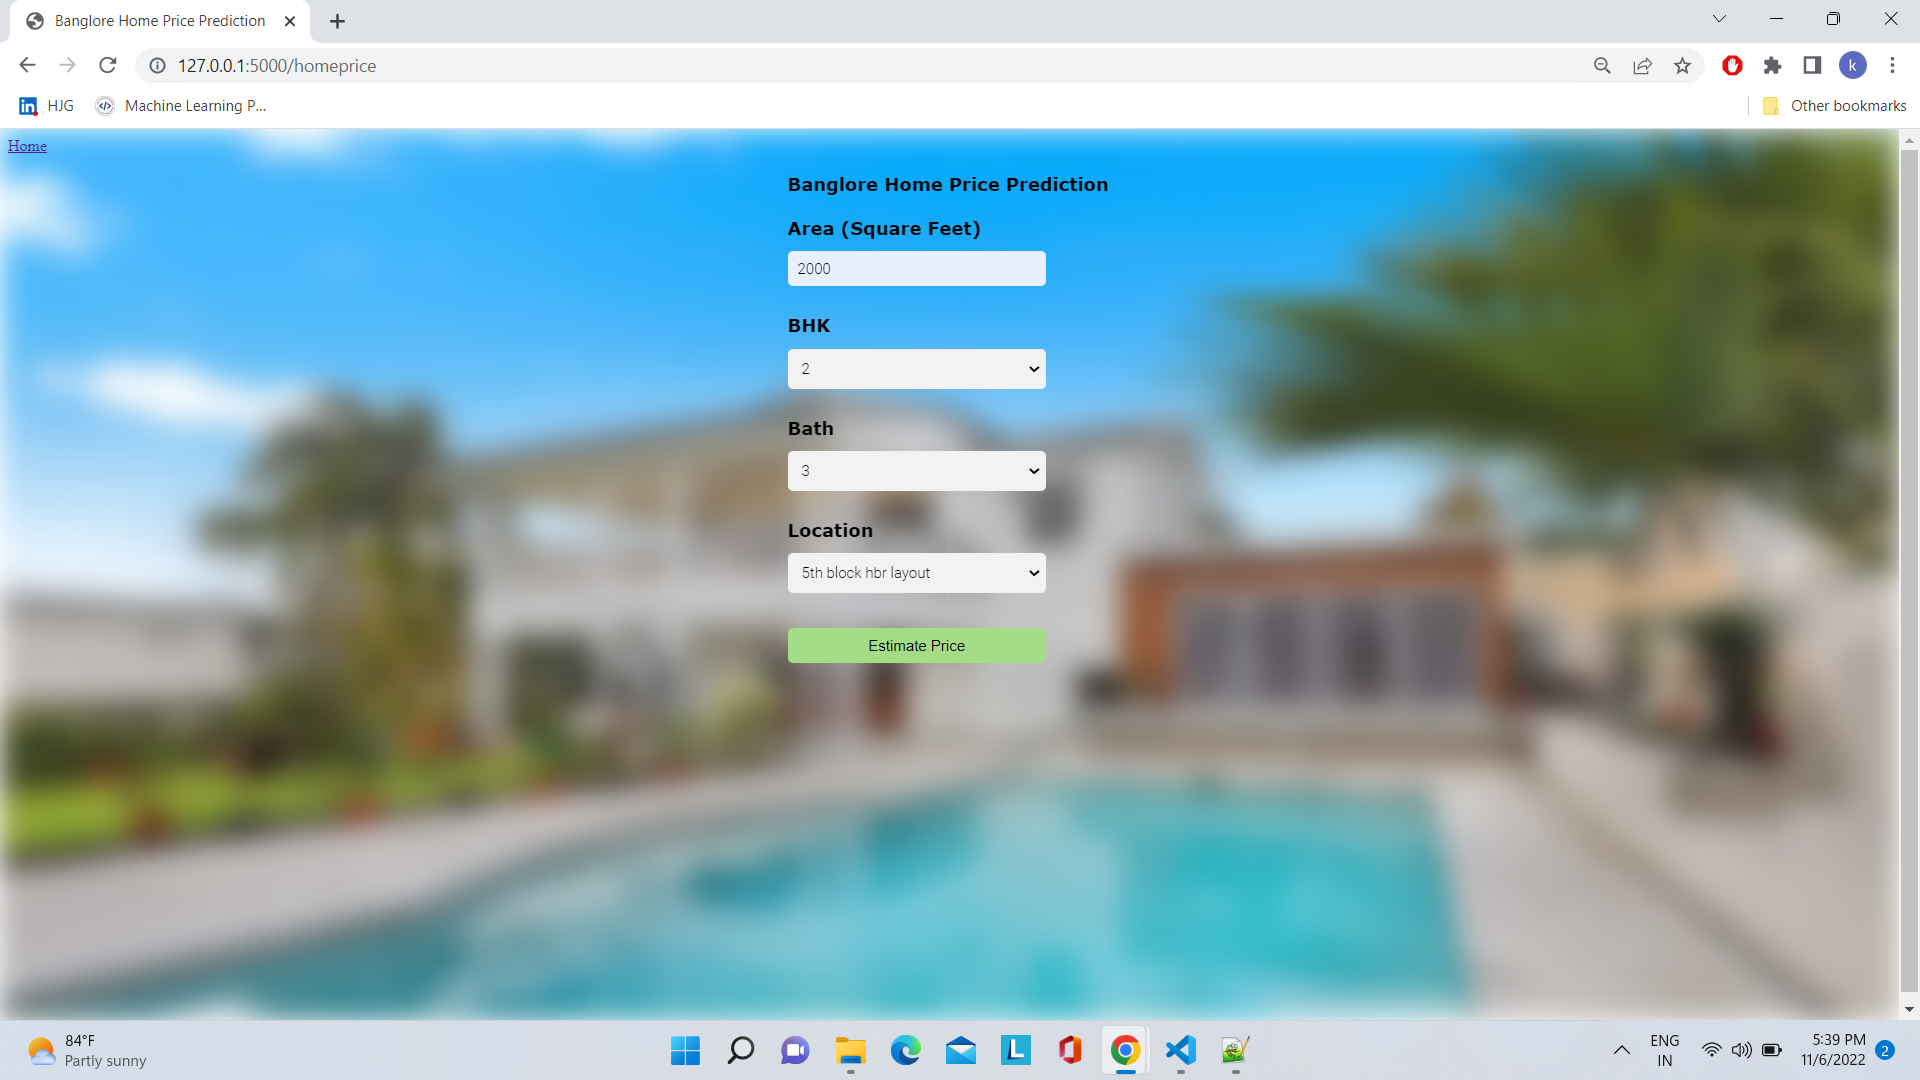 Banglore Home Price Prediction
127.0.0.1:5000/homeprice
k
in HJG
Machine Learning P...
Other bookmarks
Home
Banglore Home Price Prediction
Area (Square Feet)
2000
BHK
2
Bath
3
Location
5th block hbr layout
Estimate Price
84°F
Partly sunny
L
ENG
IN
5:39 PM
11/6/2022
2